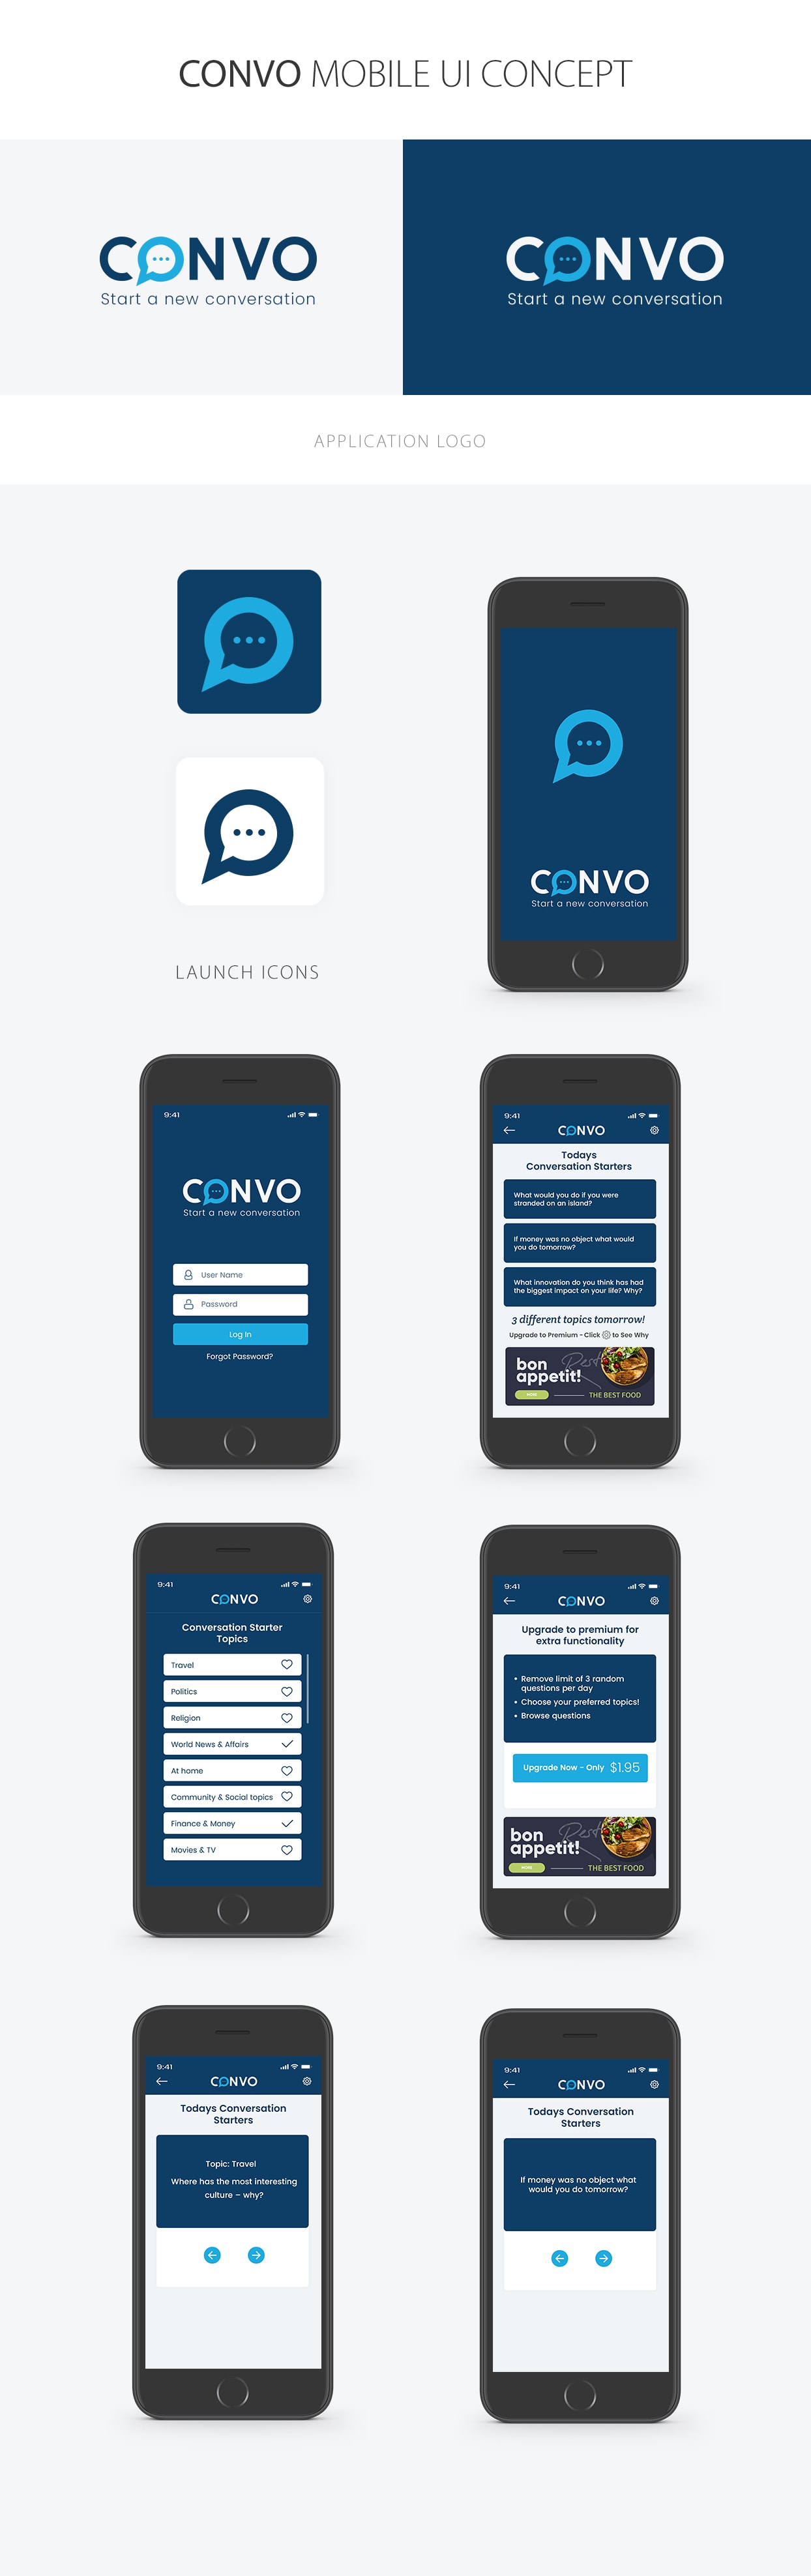 CONVO MOBILE UI CONCEPT
CONVO
Start a new conversation
CONVO
Start a new conversation
APPLICATION LOGO
LAUNCH ICONS
CONVO
Start a new conversation
9:41
CONVO
Start a new conversation
User Name
Password
Log In
Forgot Password?
9:41
CONVO
Todays
Conversation Starters
What would you do if you were
stranded on an island?
If money was no object what would
you do tomorrow?
What innovation do you think has had
the biggest impact on your life? Why?
3 different topics tomorrow!
Upgrade to Premium - Click to See Why
bon
appetit!
Best
THE BEST FOOD
9:41
CONVO
Conversation Starter
Topics
Travel
Politics
Religion
World News & Affairs
At home
Community & Social topics
Finance & Money
Movies & TV
9:41
CONVO
Upgrade to premium for
extra functionality
• Remove limit of 3 random
questions per day
• Choose your preferred topics!
• Browse questions
Upgrade Now - Only $1.95
bon
appetit!
Best
THE BEST FOOD
9:41
CONVO
Todays Conversation
Starters
Topic: Travel
Where has the most interesting
culture – why?
9:41
CONVO
Todays Conversation
Starters
If money was no object what
would you do tomorrow?